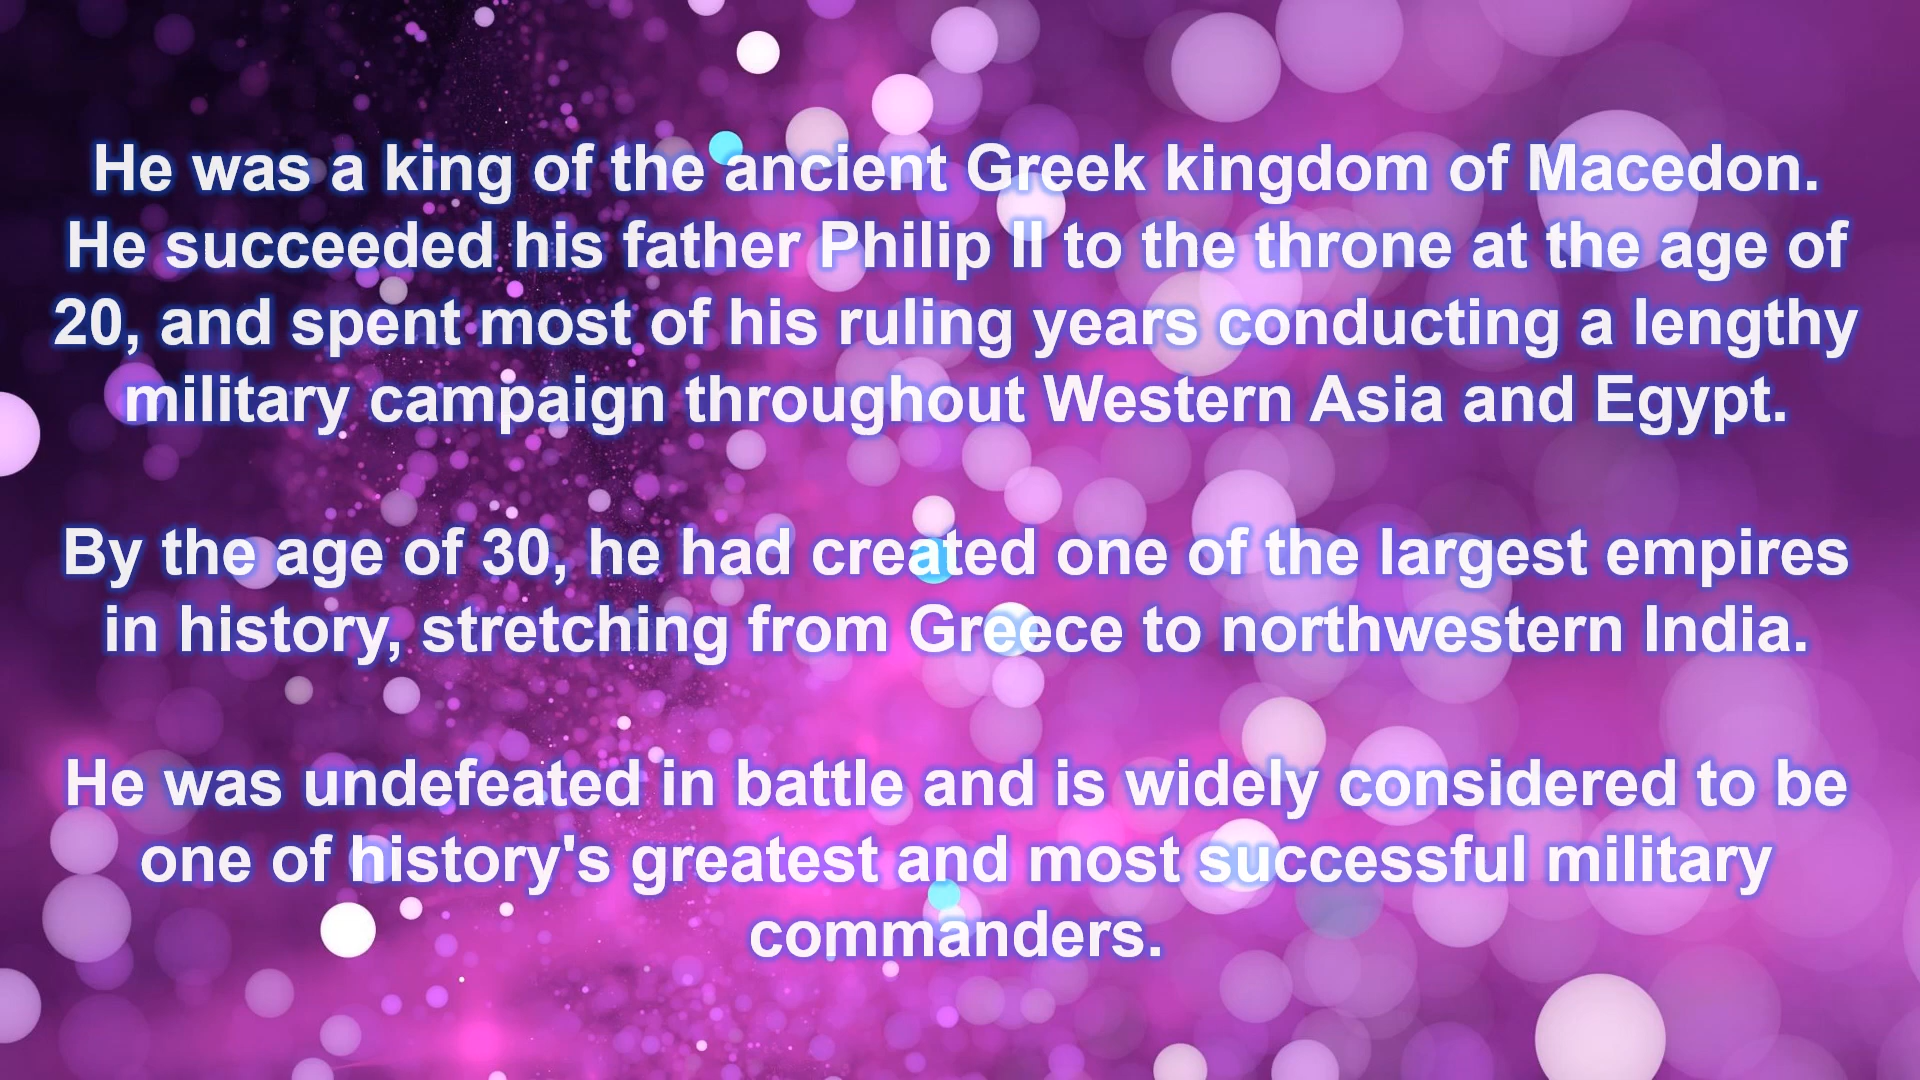 He was a king of the ancient Greek kingdom of Macedon.
He succeeded his father Philip II to the throne at the age of
20, and spent most of his ruling years conducting a lengthy
military campaign throughout Western Asia and Egypt.
By the age of 30, he had created one of the largest empires
in history, stretching from Greece to northwestern India.
He was undefeated in battle and is widely considered to be
one of history's greatest and most successful military
commanders.